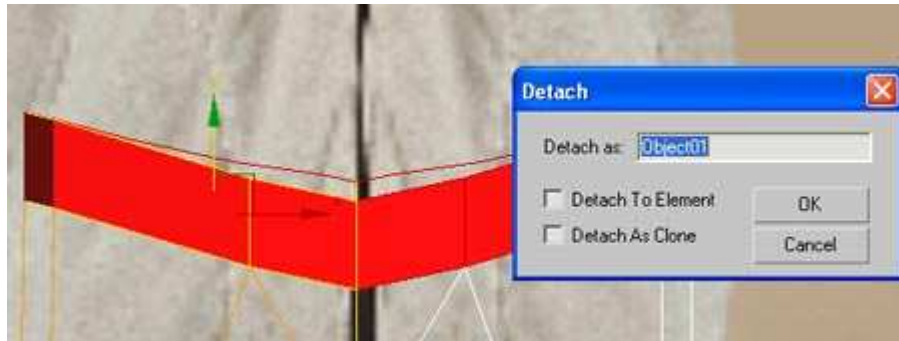 Detach
Detach as: Object01
Detach To Element
OK
Detach As Clone
Cancel